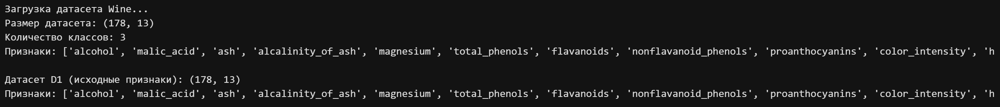 Загрузка датасета Wine...
Размер датасета: (178, 13)
Количество классов: 3
Признаки: ['alcohol', 'malic_acid', 'ash', 'alcalinity_of_ash', 'magnesium', 'total_phenols', 'flavanoids', 'nonflavanoid_phenols', 'proanthocyanins', 'color_intensity', 'h
Датасет D1 (исходные признаки): (178, 13)
Признаки: ['alcohol', 'malic_acid', 'ash', 'alcalinity_of_ash', 'magnesium', 'total_phenols', 'flavanoids', 'nonflavanoid_phenols', 'proanthocyanins', 'color_intensity', 'h